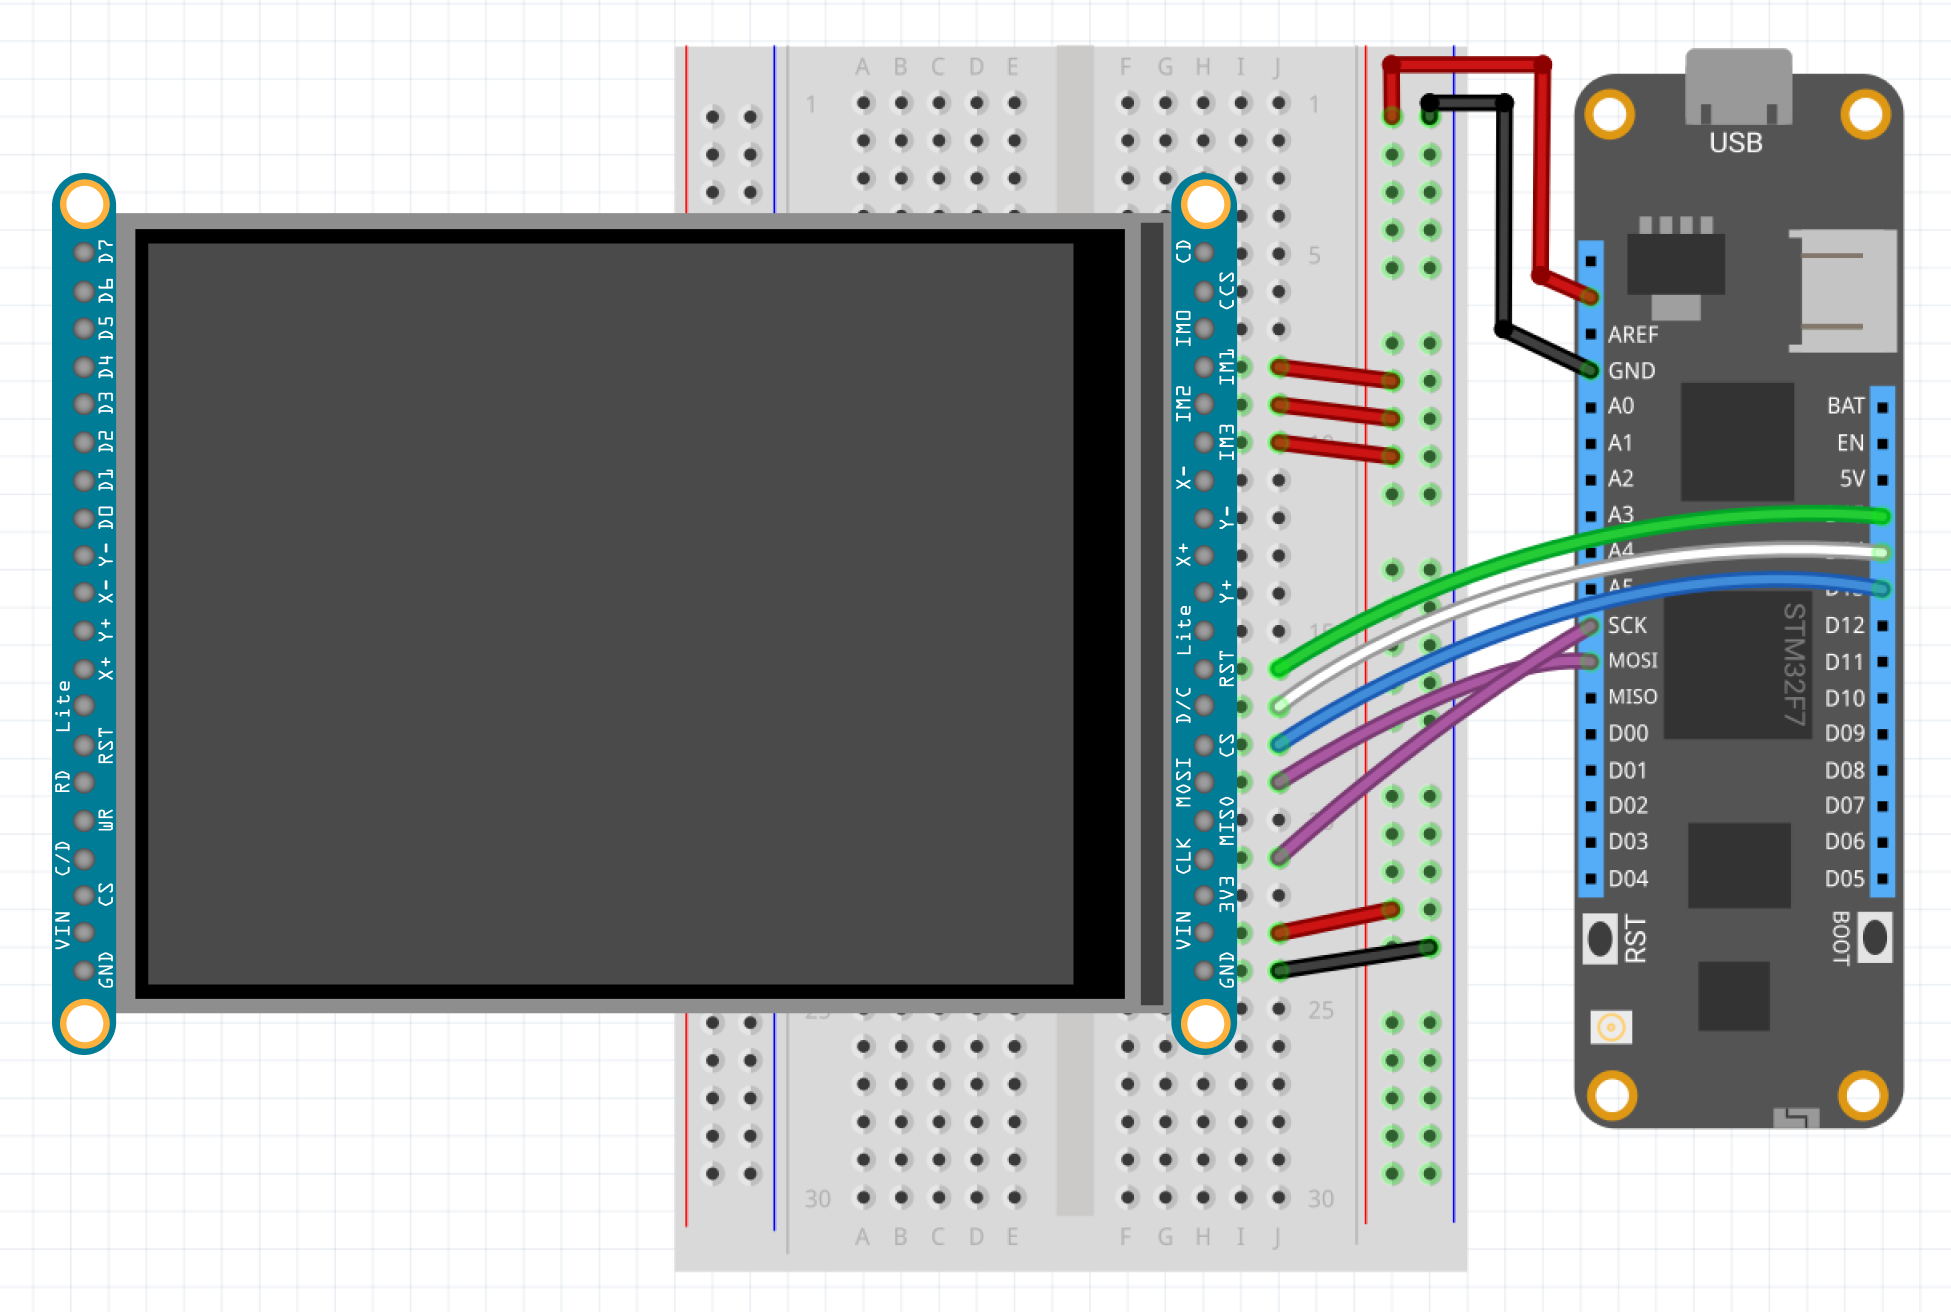 A B C D E F G H I J
1 1
5
15
25 25
30 30
A B C D E F G H I J
D7
D6
D5
D4
D3
D2
D1
D0
Y-
X-
Y+
X+
Lite
RST
RD
WR
C/D
CS
VIN
GND
CD
CCS
IM0
IM1
IM2
IM3
X-
Y-
X+
Y+
Lite
RST
D/C
CS
MOSI
MISO
CLK
3V3
VIN
GND
USB
AREF
GND
A0
A1
A2
A3
A4
SCK
MOSI
MISO
D00
D01
D02
D03
D04
BAT
EN
5V
D12
D11
D10
D09
D08
D07
D06
D05
STM32F7
RST
BOOT